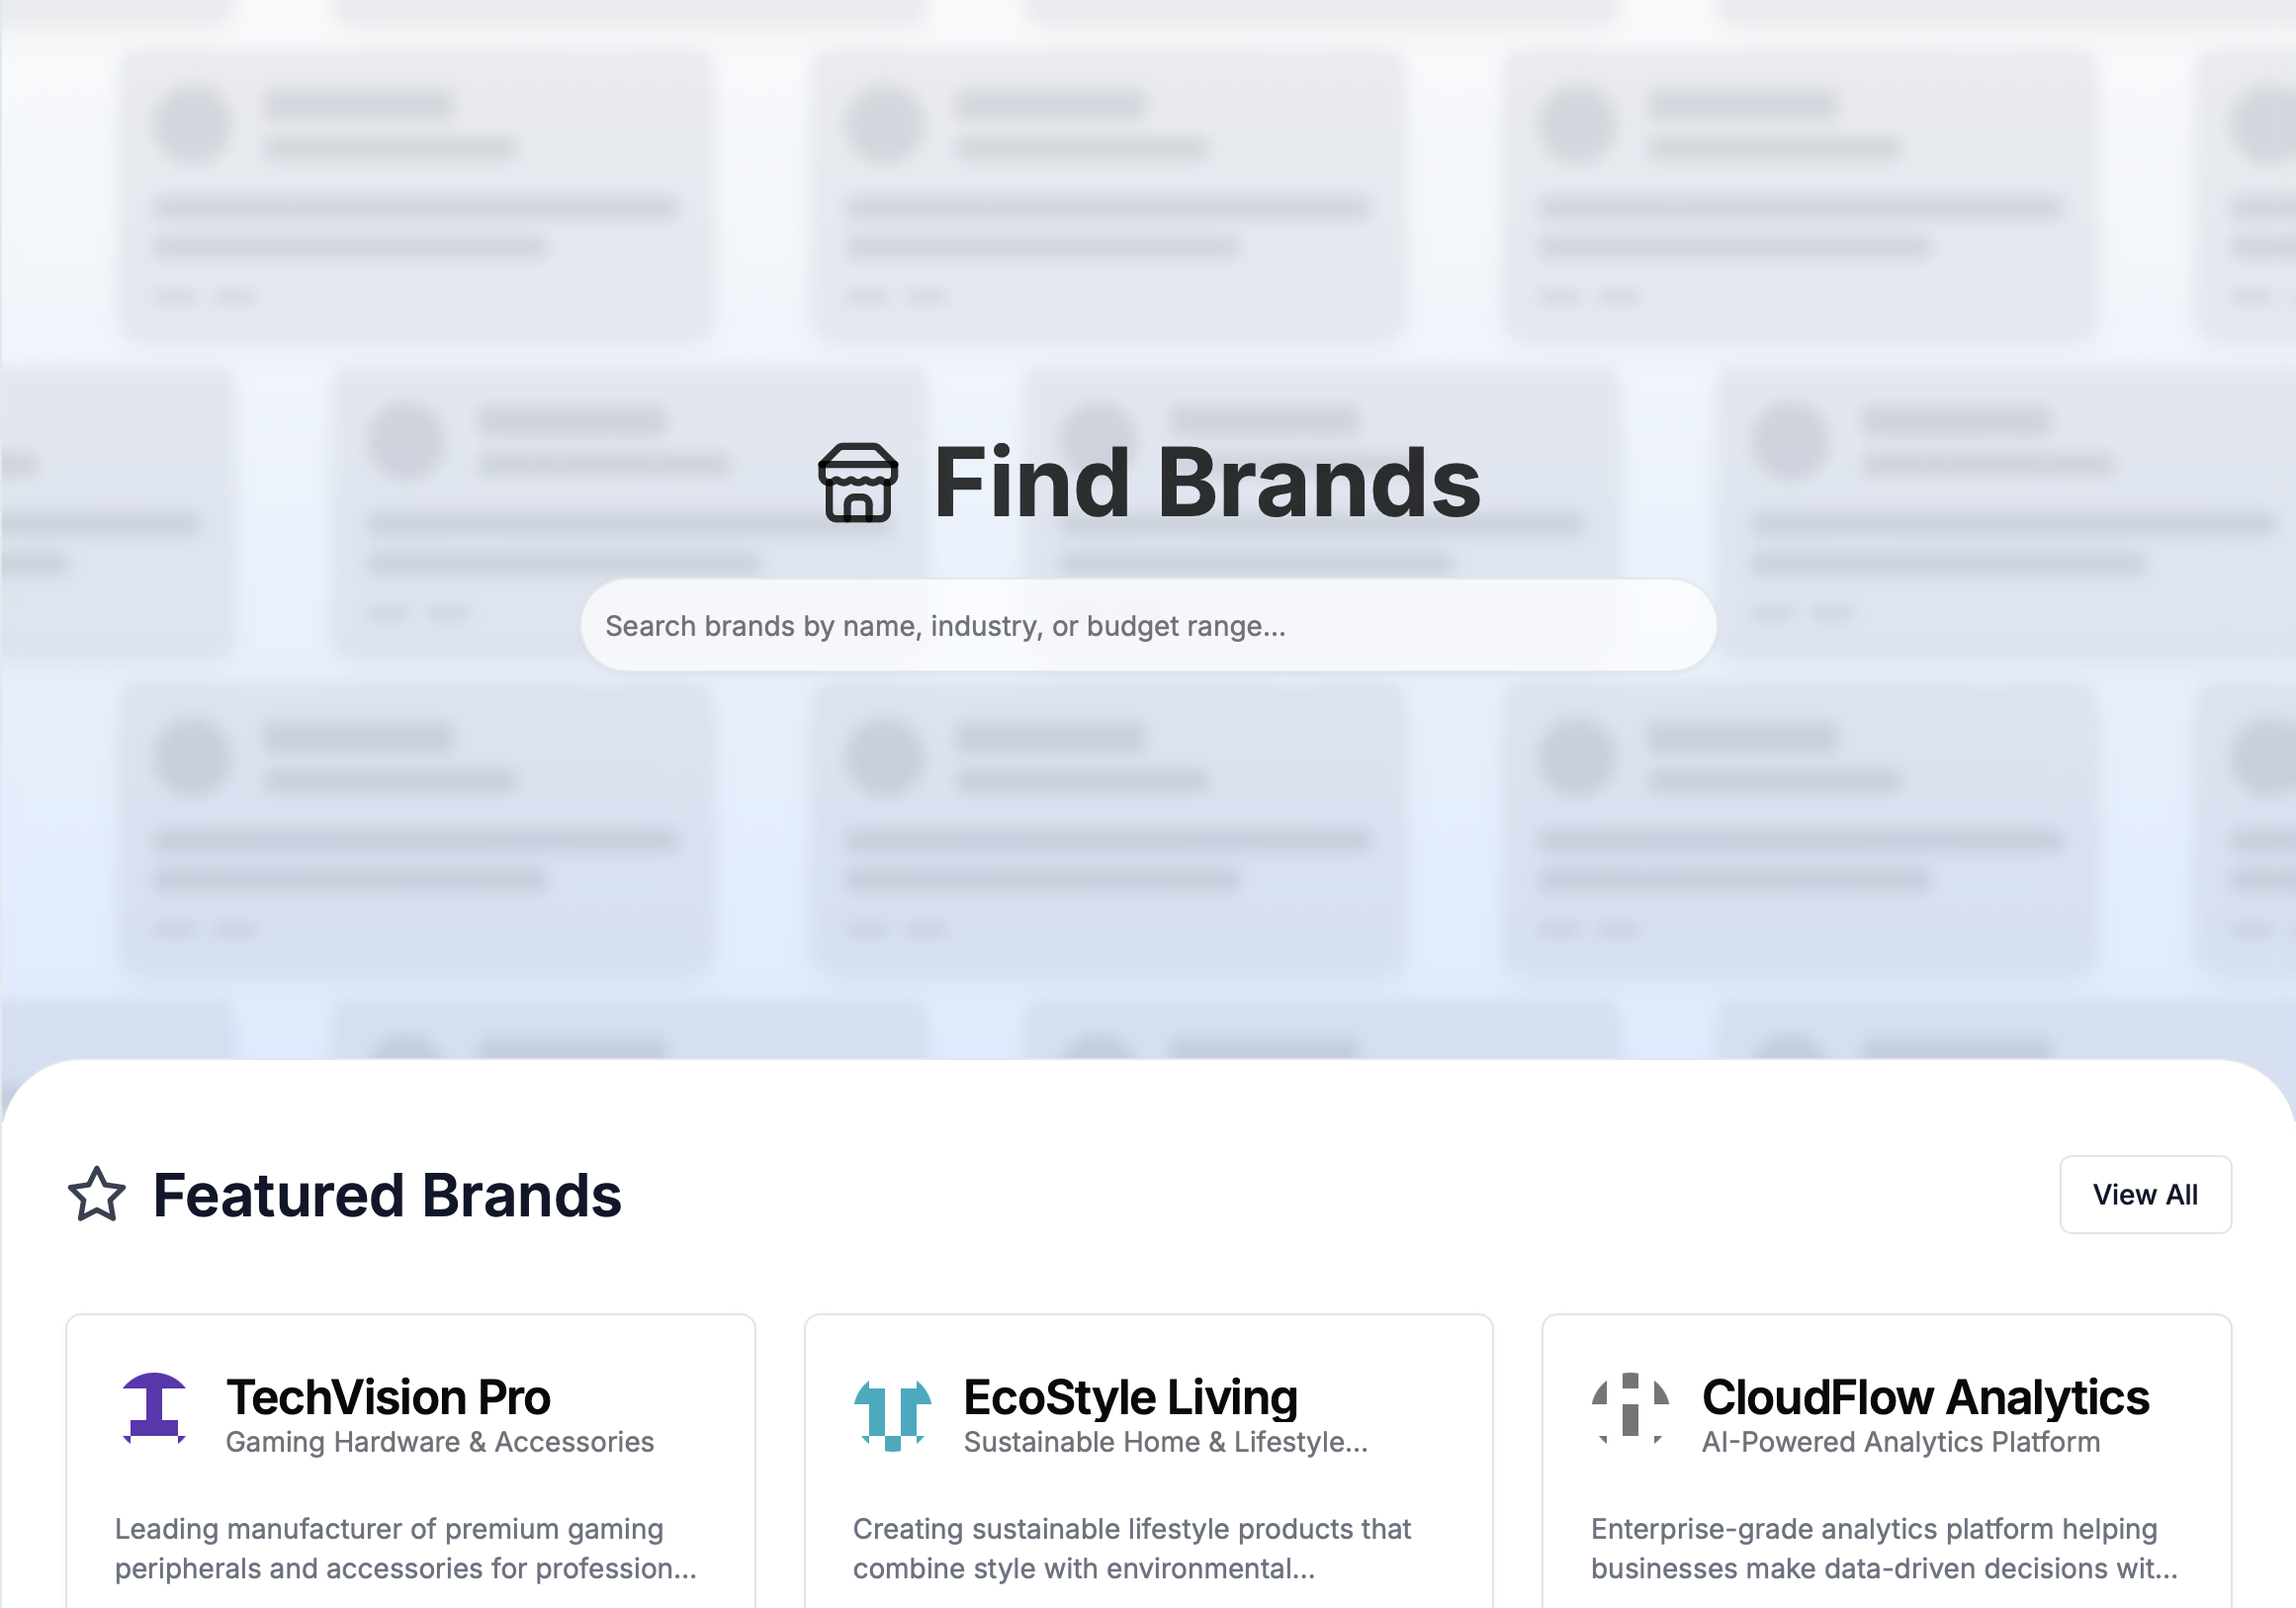 Find Brands
Search brands by name, industry, or budget range...
Featured Brands
View All
TechVision Pro
Gaming Hardware & Accessories
Leading manufacturer of premium gaming
peripherals and accessories for profession...
EcoStyle Living
Sustainable Home & Lifestyle...
Creating sustainable lifestyle products that
combine style with environmental...
CloudFlow Analytics
AI-Powered Analytics Platform
Enterprise-grade analytics platform helping
businesses make data-driven decisions wit...